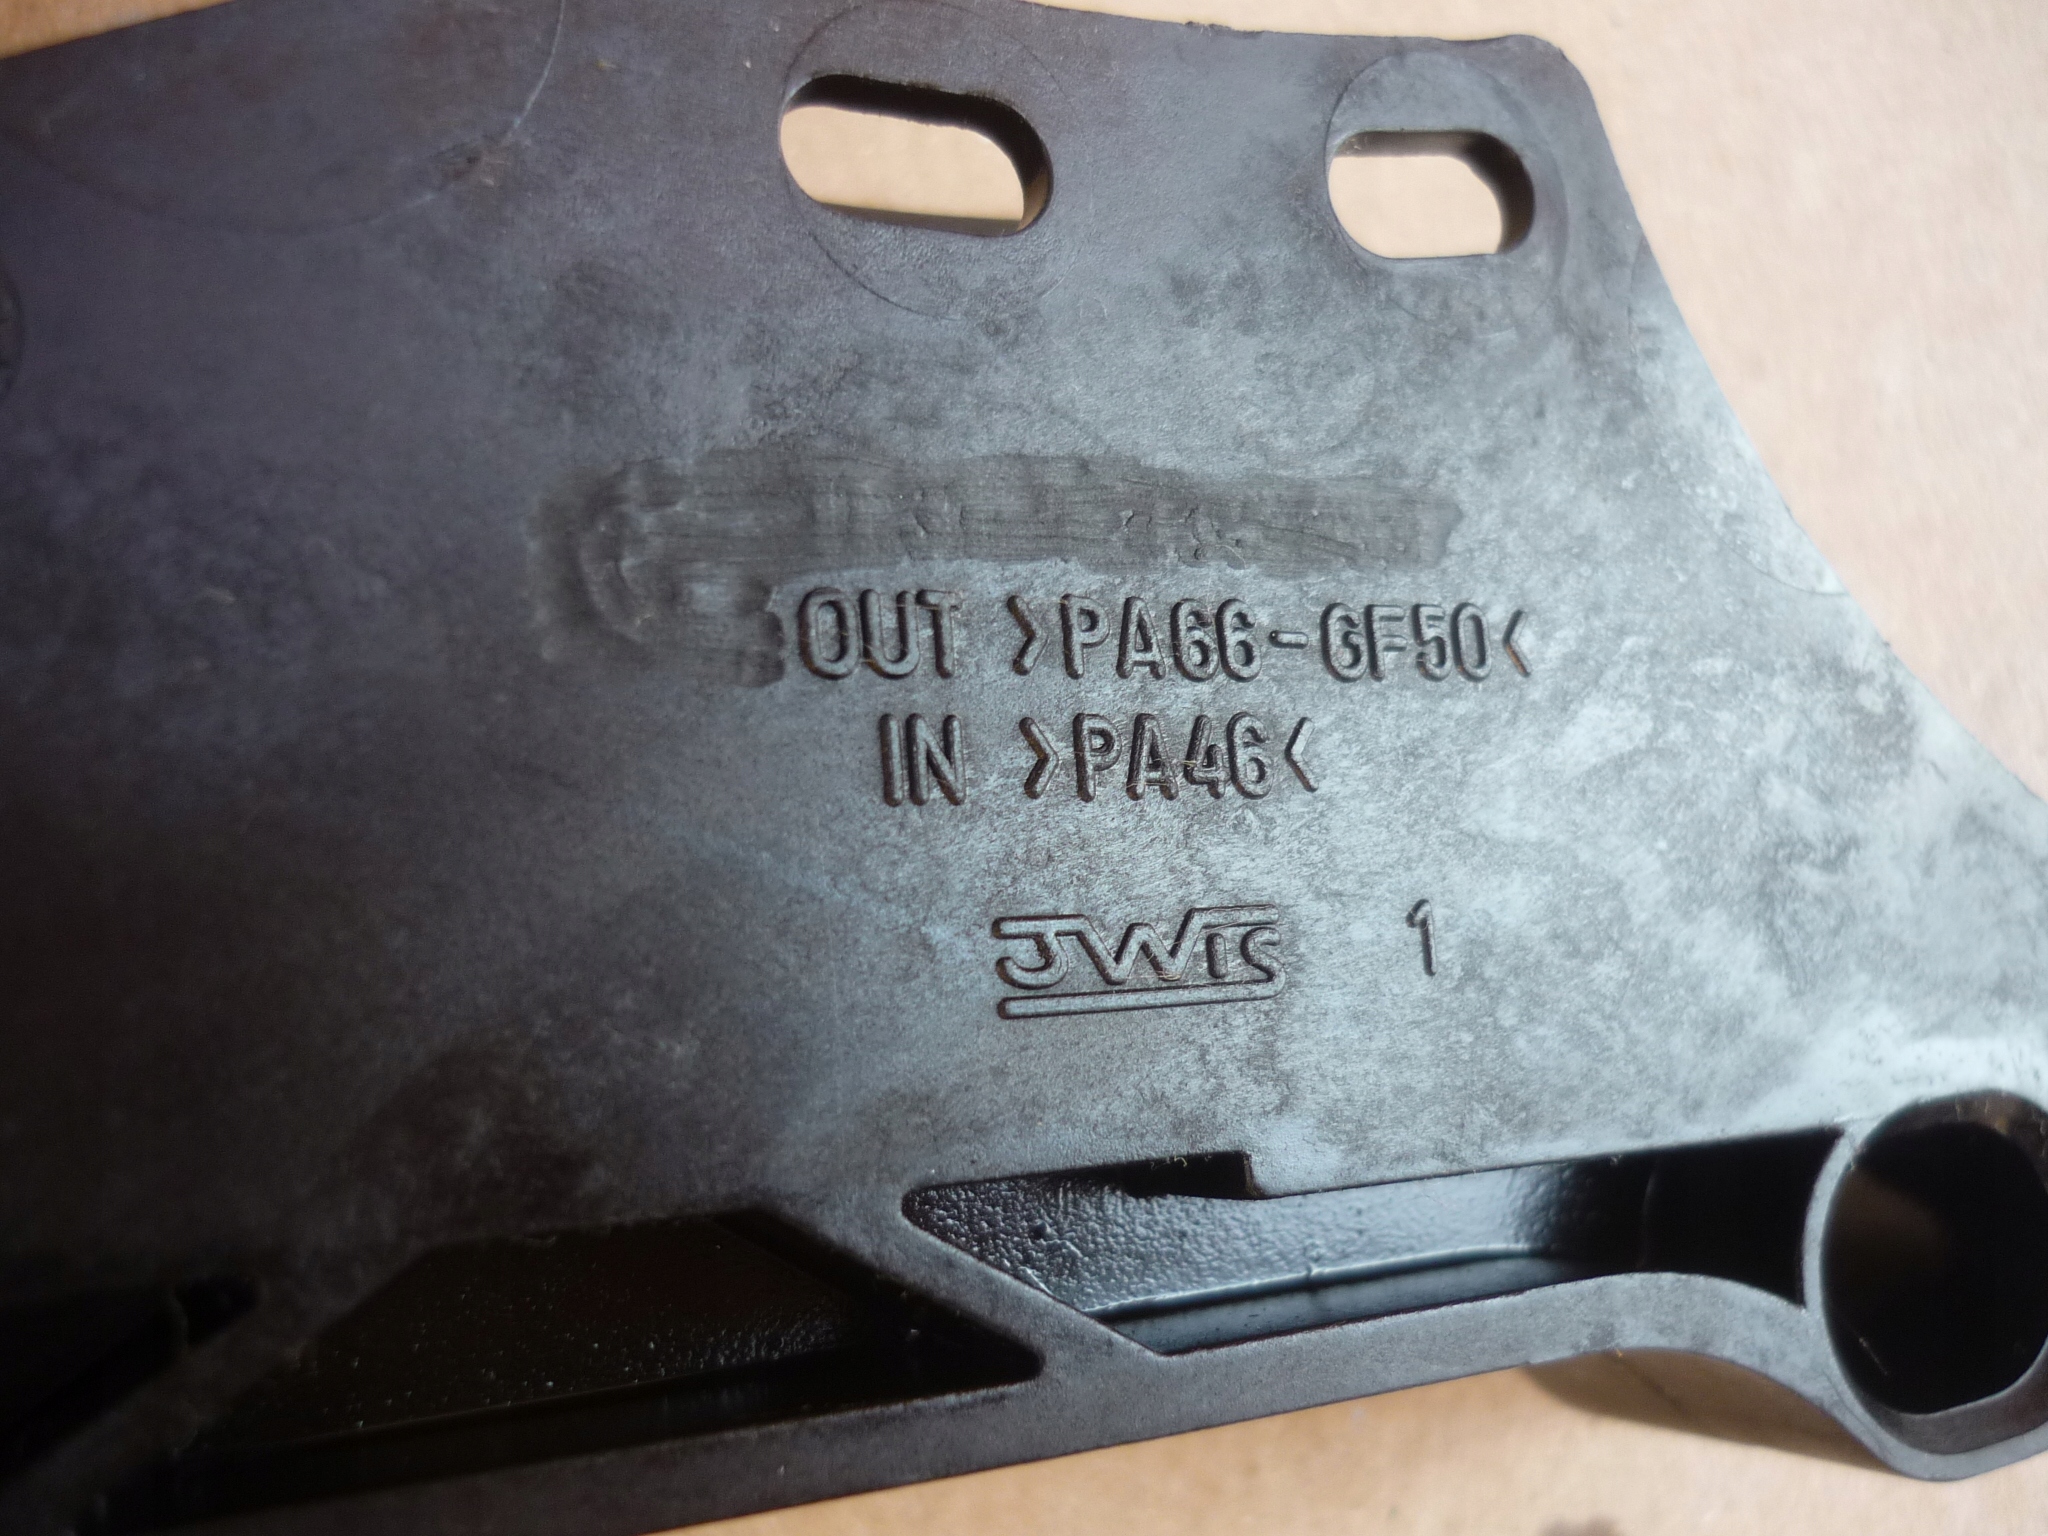 OUT >PA66-GF50<
IN >PA46<
JWIS 1